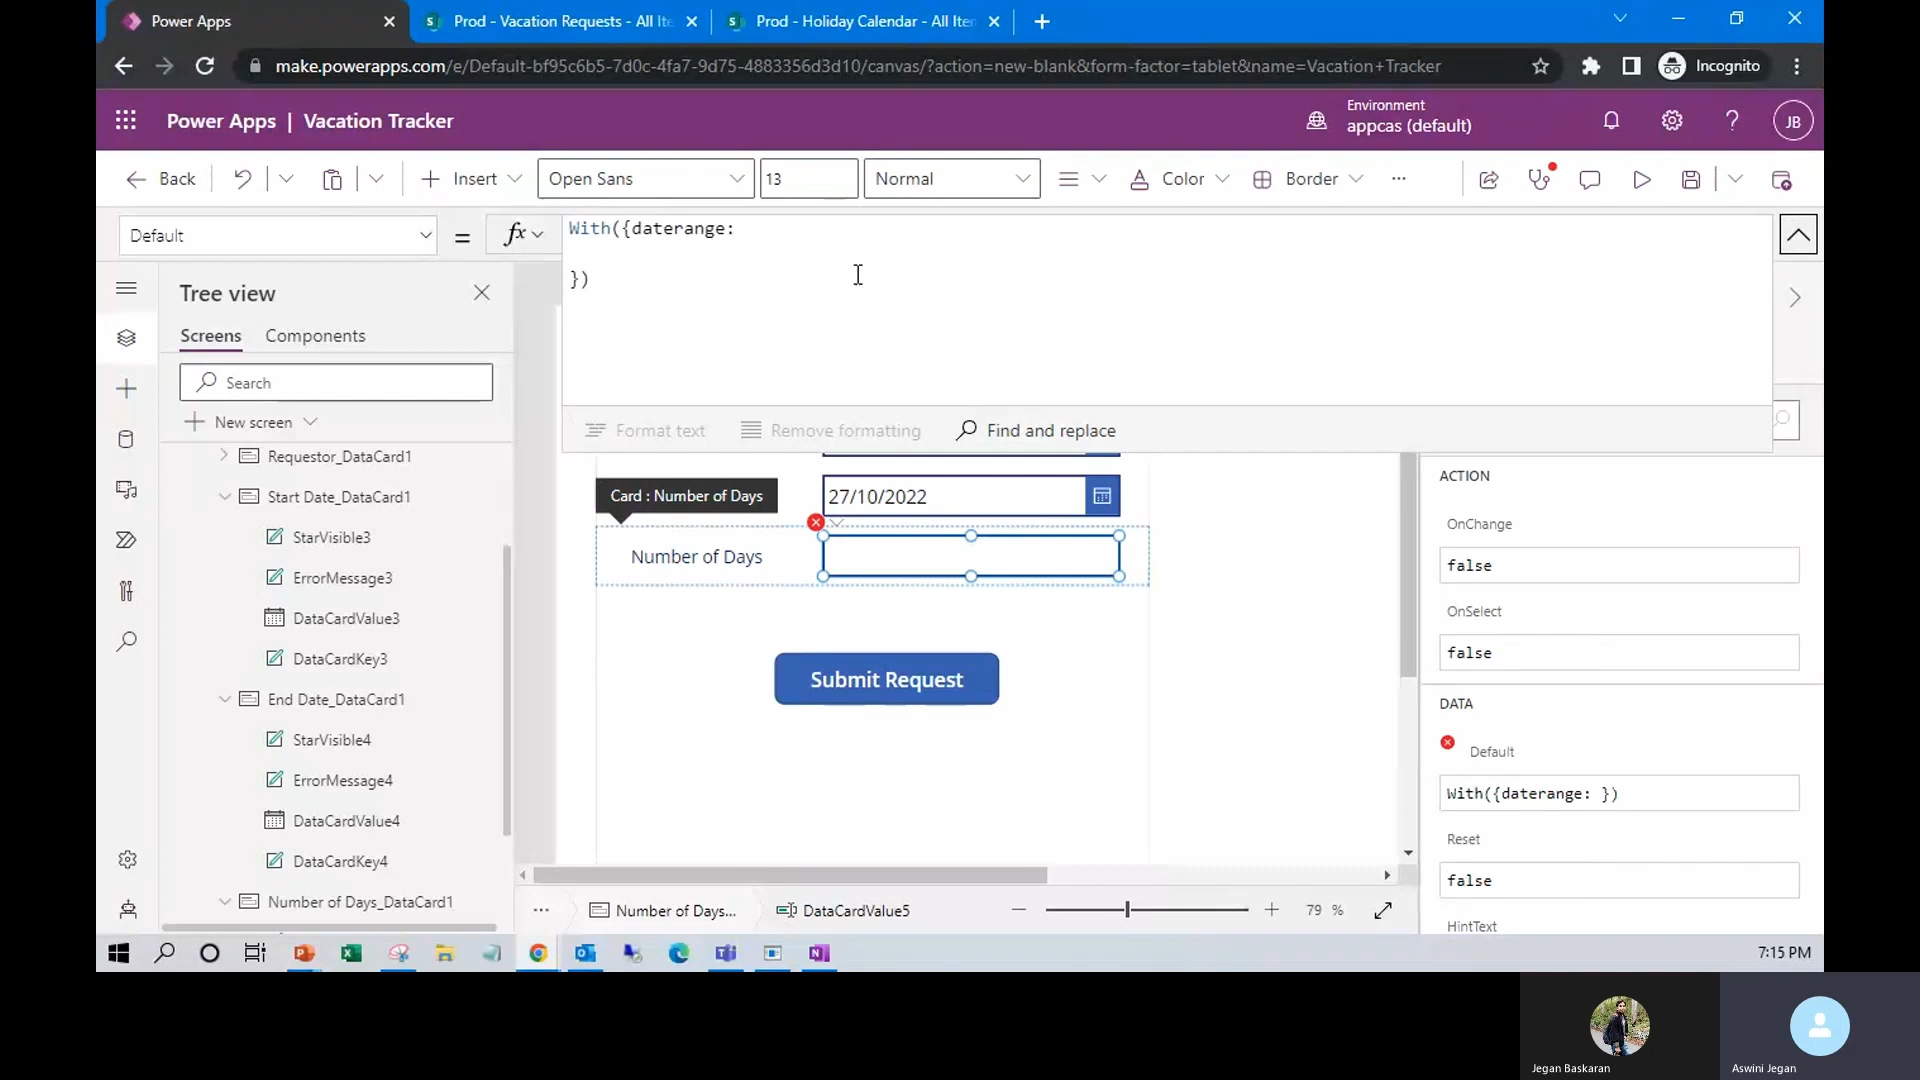 Power Apps
Prod - Vacation Requests - All Ite
Prod - Holiday Calendar - All Iten
make.powerapps.com/e/Default-bf95c6b5-7d0c-4fa7-9d75-4883356d3d10/canvas/?action=new-blank&form-factor=tablet&name=Vacation+Tracker
Incognito
Power Apps | Vacation Tracker
Environment
appcas (default)
JB
Back
Insert
Open Sans
13
Normal
Color
Border
Default
=
fx
With({daterange:
})
Format text
Remove formatting
Find and replace
Tree view
Screens
Components
Search
New screen
Requestor_DataCard1
Start Date_DataCard1
StarVisible3
ErrorMessage3
DataCardValue3
DataCardKey3
End Date_DataCard1
StarVisible4
ErrorMessage4
DataCardValue4
DataCardKey4
Number of Days_DataCard1
Card : Number of Days
27/10/2022
Number of Days
Submit Request
ACTION
OnChange
false
OnSelect
false
DATA
Default
With({daterange: })
Reset
false
HintText
Number of Days...
DataCardValue5
79 %
7:15 PM
Jegan Baskaran
Aswini Jegan